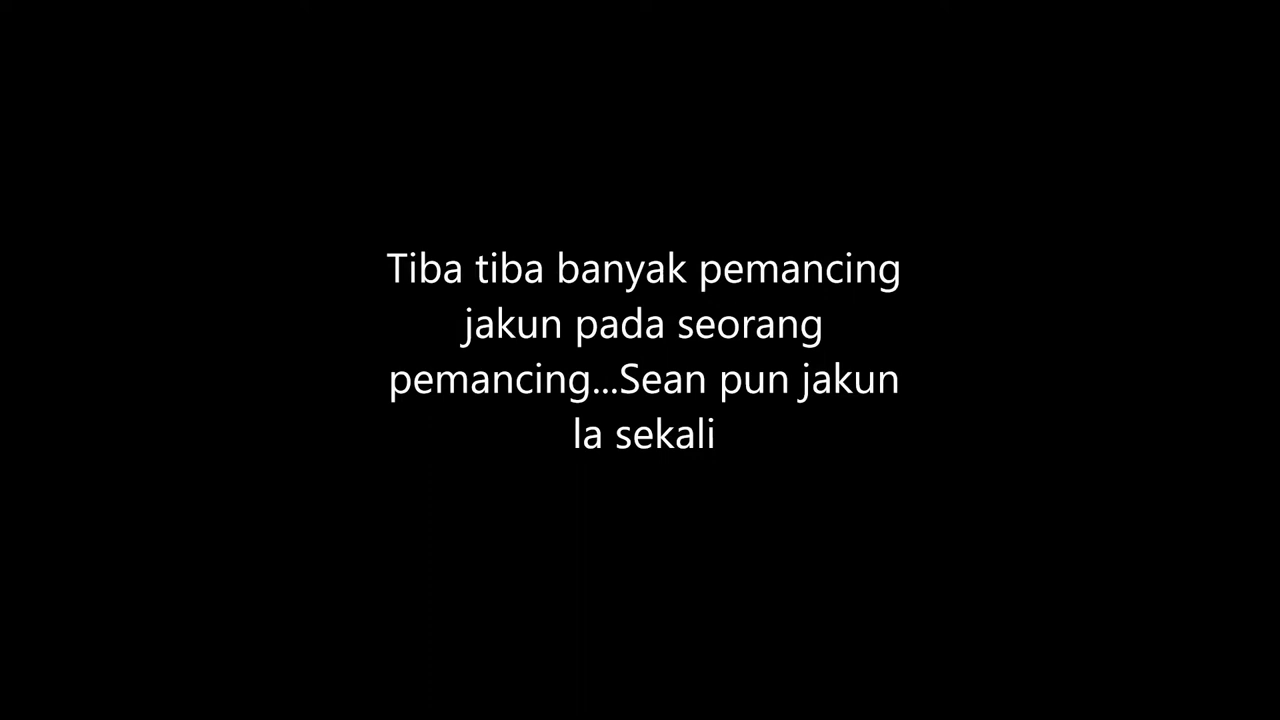 Tiba tiba banyak pemancing
jakun pada seorang
pemancing...Sean pun jakun
la sekali